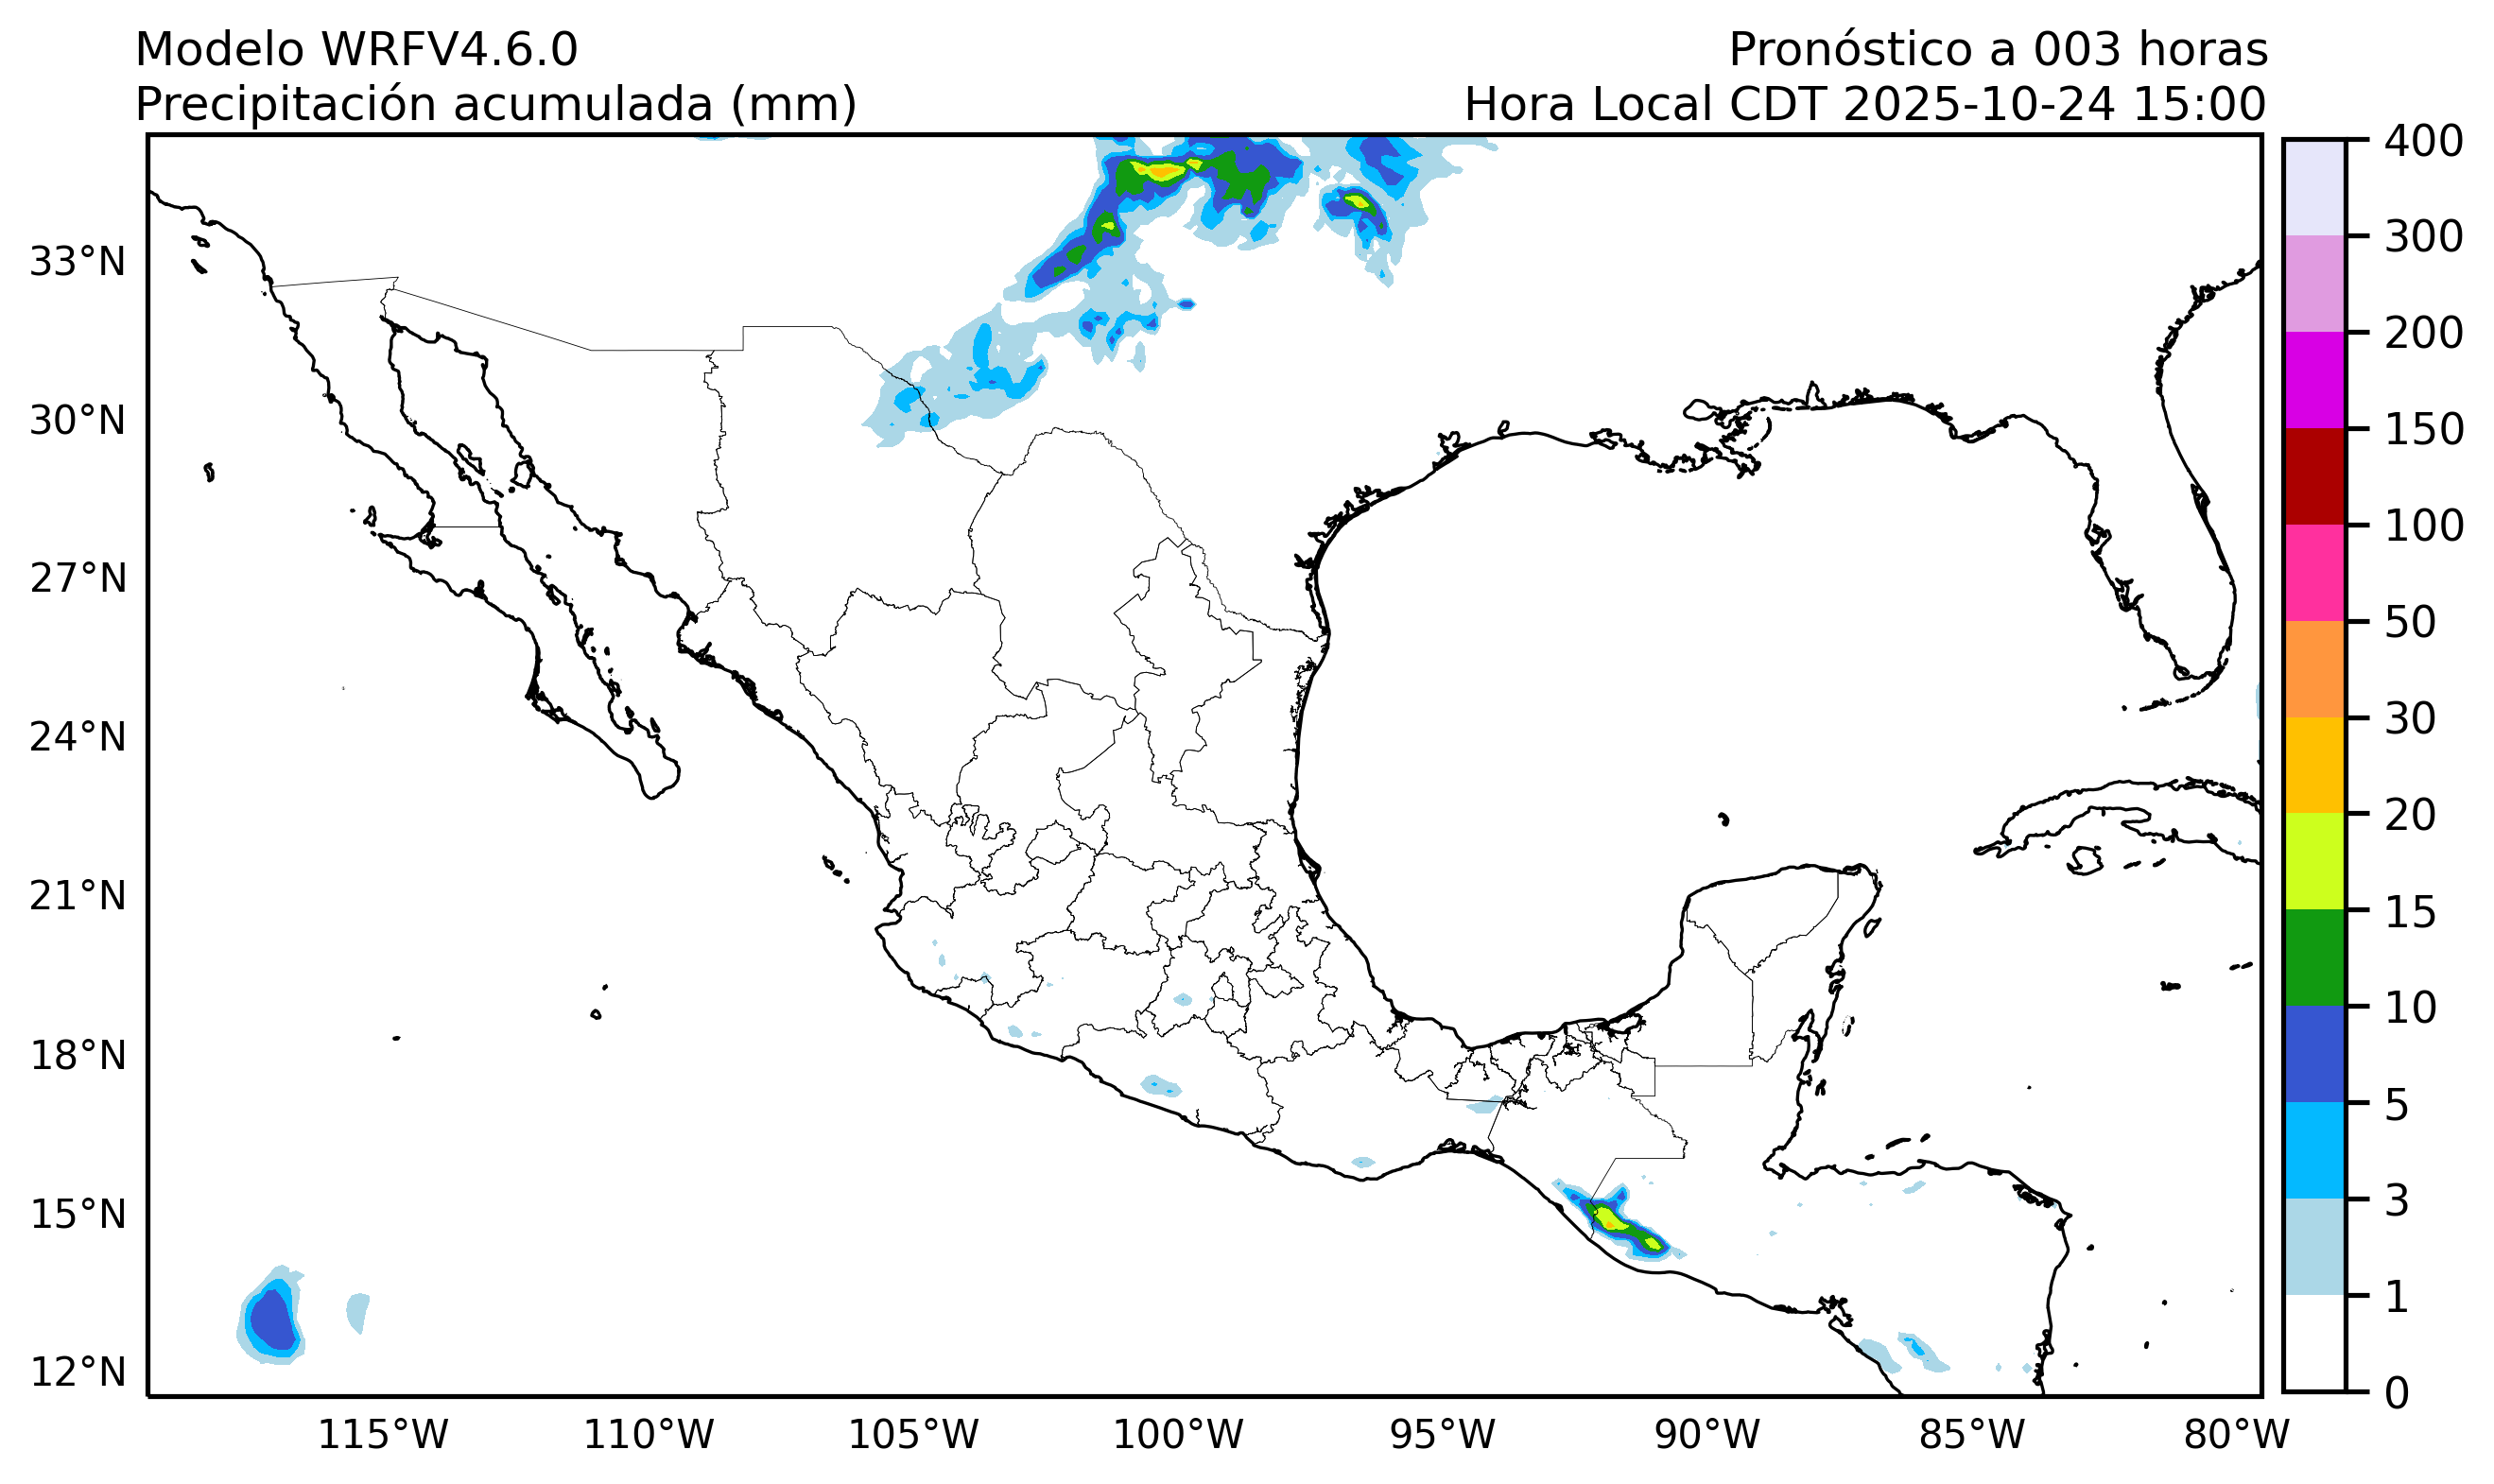 Modelo WRFV4.6.0
Pronóstico a 003 horas
Precipitación acumulada (mm)
Hora Local CDT 2025-10-24 15:00
400
300
200
150
100
50
30
20
15
10
5
3
1
0
33°N
30°N
27°N
24°N
21°N
18°N
15°N
12°N
115°W
110°W
105°W
100°W
95°W
90°W
85°W
80°W